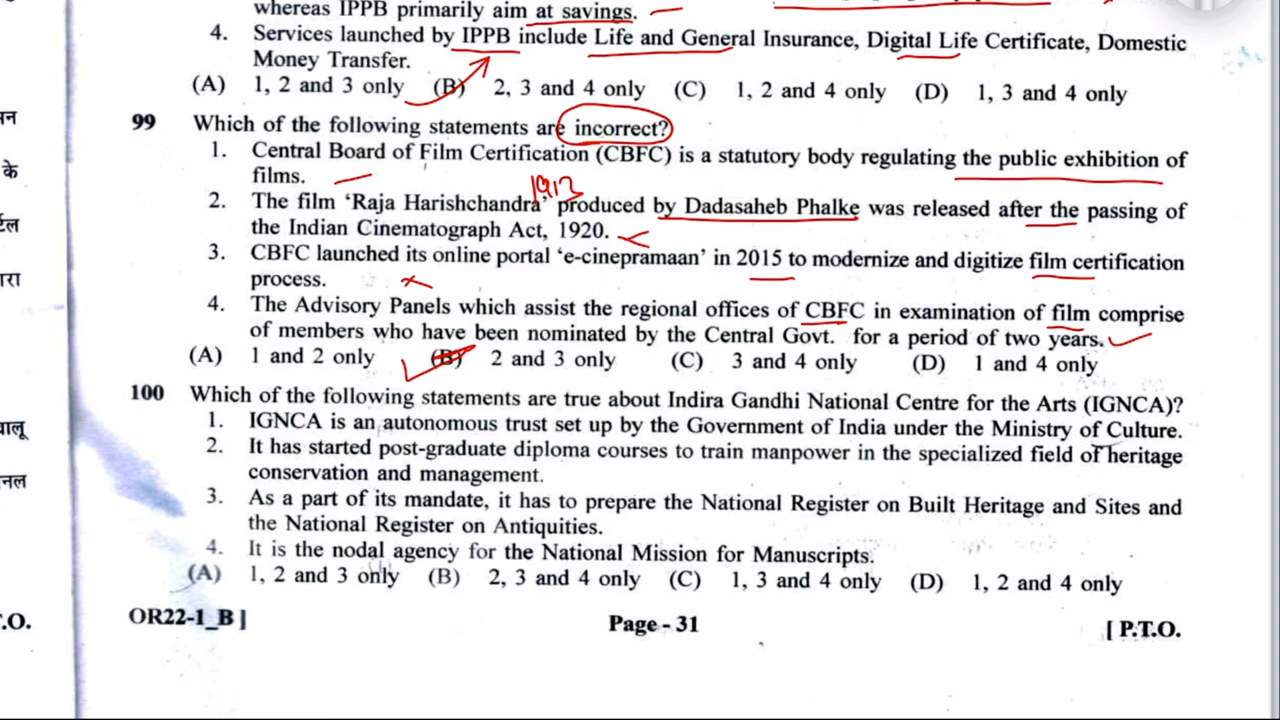 whereas IPPB primarily aim at savings.
4. Services launched by IPPB include Life and General Insurance, Digital Life Certificate, Domestic
Money Transfer.
(A) 1, 2 and 3 only (B) 2, 3 and 4 only (C) 1, 2 and 4 only (D) 1, 3 and 4 only
मन
99 Which of the following statements are incorrect?
1. Central Board of Film Certification (CBFC) is a statutory body regulating the public exhibition of
के
films.
1913
2. The film ‘Raja Harishchandra’ produced by Dadasaheb Phalke was released after the passing of
the Indian Cinematograph Act, 1920.
3. CBFC launched its online portal ‘e-cinepramaan’ in 2015 to modernize and digitize film certification
process.
4. The Advisory Panels which assist the regional offices of CBFC in examination of film comprise
of members who have been nominated by the Central Govt. for a period of two years.
(A) 1 and 2 only (B) 2 and 3 only (C) 3 and 4 only (D) 1 and 4 only
100 Which of the following statements are true about Indira Gandhi National Centre for the Arts (IGNCA)?
1. IGNCA is an autonomous trust set up by the Government of India under the Ministry of Culture.
2. It has started post-graduate diploma courses to train manpower in the specialized field of heritage
conservation and management.
3. As a part of its mandate, it has to prepare the National Register on Built Heritage and Sites and
the National Register on Antiquities.
4. It is the nodal agency for the National Mission for Manuscripts.
(A) 1, 2 and 3 only (B) 2, 3 and 4 only (C) 1, 3 and 4 only (D) 1, 2 and 4 only
.O. OR22-1_B ] Page - 31 [ P.T.O.